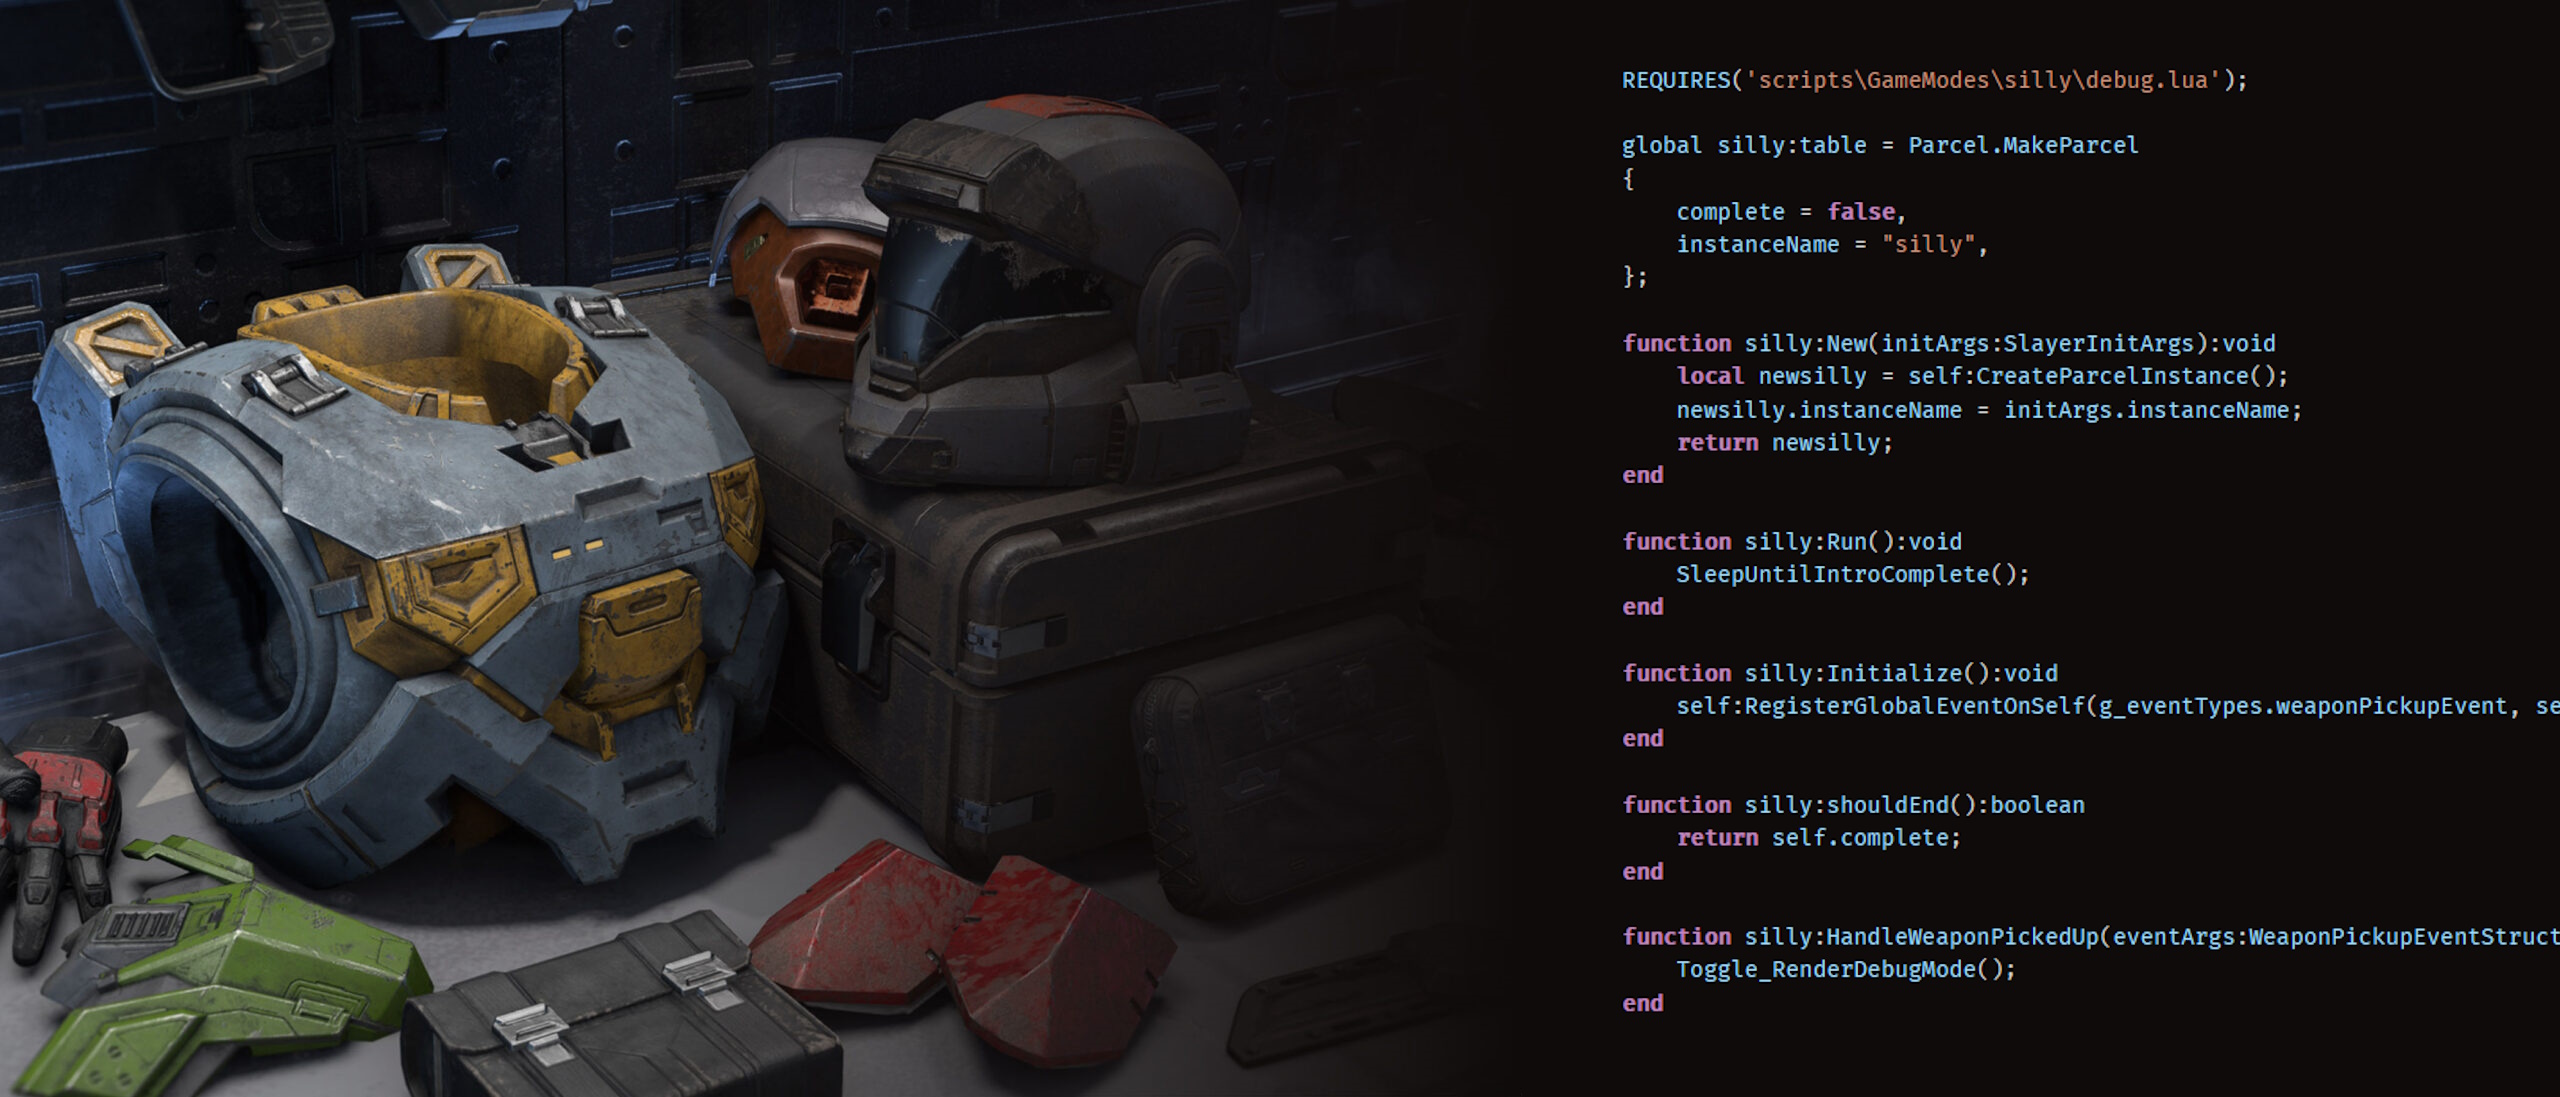 REQUIRES('scripts\GameModes\silly\debug.lua');
global silly:table = Parcel.MakeParcel
{
    complete = false,
    instanceName = "silly",
};
function silly:New(initArgs:SlayerInitArgs):void
    local newsilly = self:CreateParcelInstance();
    newsilly.instanceName = initArgs.instanceName;
    return newsilly;
end
function silly:Run():void
    SleepUntilIntroComplete();
end
function silly:Initialize():void
    self:RegisterGlobalEventOnSelf(g_eventTypes.weaponPickupEvent, se
end
function silly:shouldEnd():boolean
    return self.complete;
end
function silly:HandleWeaponPickedUp(eventArgs:WeaponPickupEventStruct
    Toggle_RenderDebugMode();
end